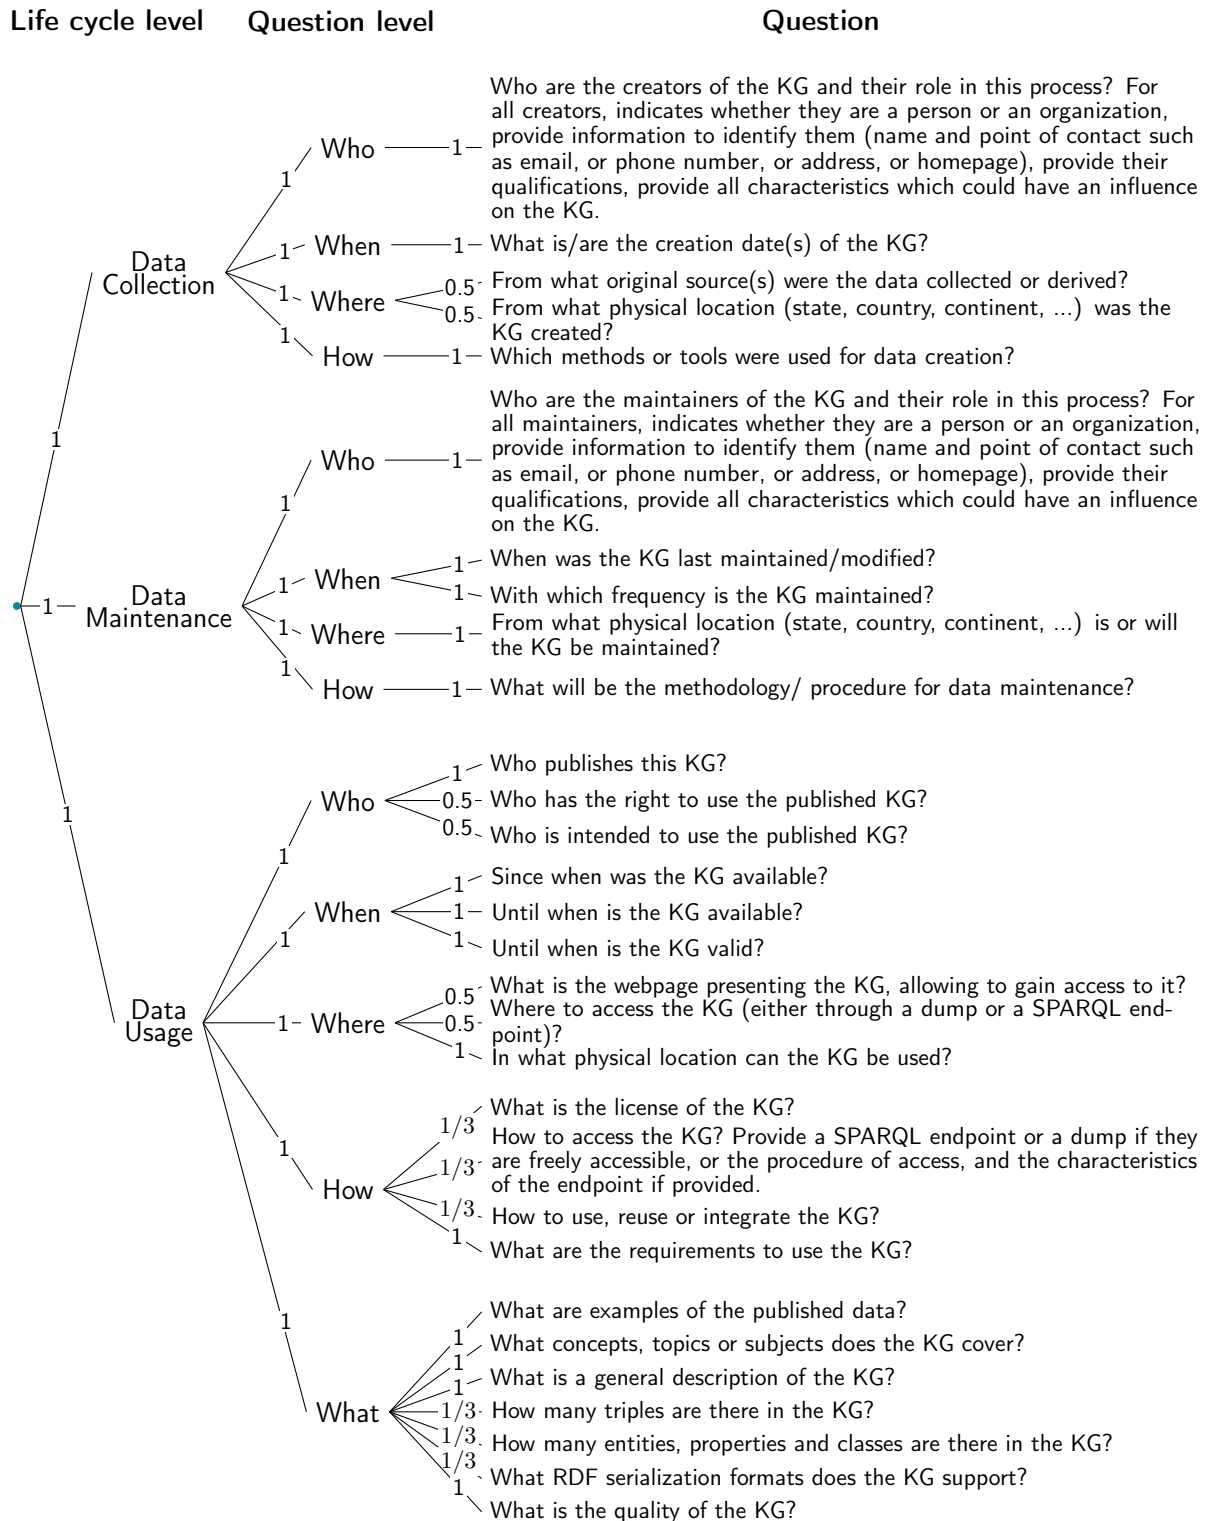 Life cycle level Question level Question
Who are the creators of the KG and their role in this process? For
all creators, indicates whether they are a person or an organization,
Who 1 provide information to identify them (name and point of contact such
as email, or phone number, or address, or homepage), provide their
1 qualifications, provide all characteristics which could have an influence
on the KG.
1 When 1 What is/are the creation date(s) of the KG?
Data
Collection
1 Where 0.5 From what original source(s) were the data collected or derived?
0.5 From what physical location (state, country, continent, ...) was the
KG created?
1 How 1 Which methods or tools were used for data creation?
Who are the maintainers of the KG and their role in this process? For
all maintainers, indicates whether they are a person or an organization,
1 provide information to identify them (name and point of contact such
Who 1 as email, or phone number, or address, or homepage), provide their
1 qualifications, provide all characteristics which could have an influence
on the KG.
1 When 1 When was the KG last maintained/modified?
1 With which frequency is the KG maintained?
1 Data
Maintenance
1 Where 1 From what physical location (state, country, continent, ...) is or will
the KG be maintained?
1 How 1 What will be the methodology/ procedure for data maintenance?
1 Who publishes this KG?
Who 0.5 Who has the right to use the published KG?
0.5 Who is intended to use the published KG?
1
1
1 Since when was the KG available?
When 1 Until when is the KG available?
1 1 Until when is the KG valid?
0.5 What is the webpage presenting the KG, allowing to gain access to it?
Data
Usage
1 Where 0.5 Where to access the KG (either through a dump or a SPARQL end-
point)?
1 In what physical location can the KG be used?
1/3 What is the license of the KG?
How to access the KG? Provide a SPARQL endpoint or a dump if they
1 1/3 are freely accessible, or the procedure of access, and the characteristics
How of the endpoint if provided.
1/3 How to use, reuse or integrate the KG?
1 What are the requirements to use the KG?
1 1 What are examples of the published data?
1 What concepts, topics or subjects does the KG cover?
1 What is a general description of the KG?
What 1/3 How many triples are there in the KG?
1/3 How many entities, properties and classes are there in the KG?
1/3 What RDF serialization formats does the KG support?
1 What is the quality of the KG?